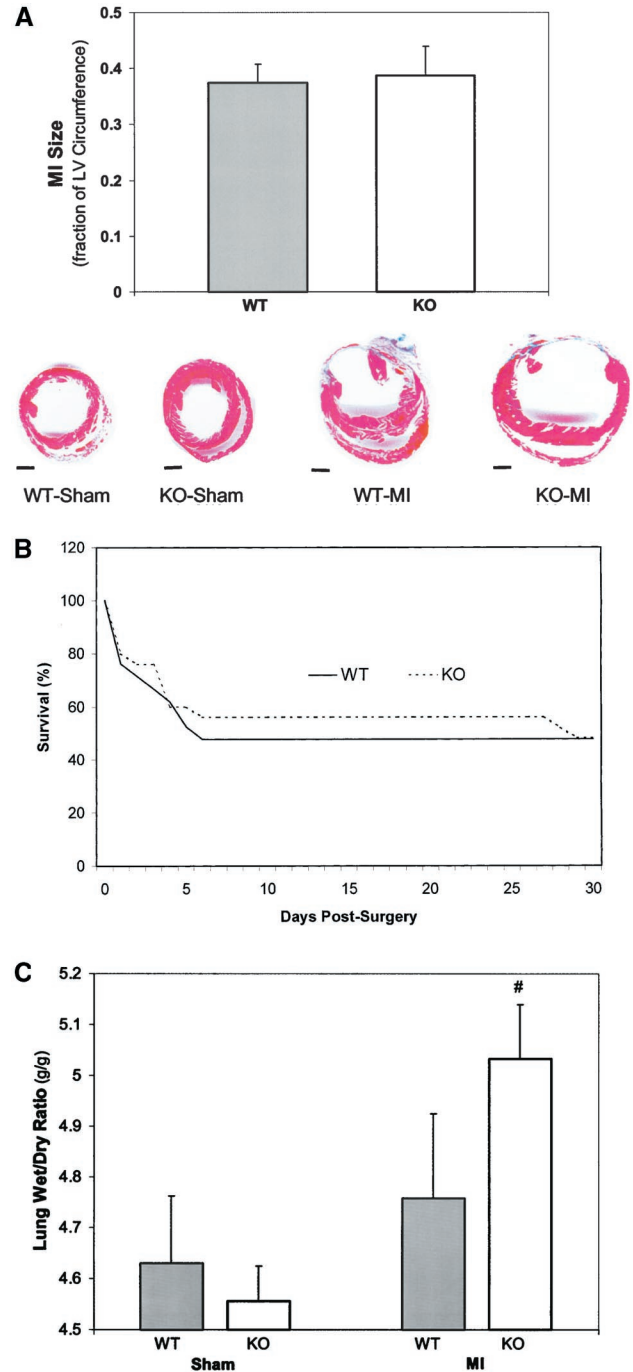 A
MI Size
(fraction of LV Circumference)
0.5
0.4
0.3
0.2
0.1
0
WT KO
WT-Sham KO-Sham WT-MI KO-MI
B
Survival (%)
120
100
80
60
40
20
0
WT KO
0 5 10 15 20 25 30
Days Post-Surgery
C
Lung Wet/Dry Ratio (g/g)
5.2
5.1
5
4.9
4.8
4.7
4.6
4.5
#
WT KO WT KO
Sham MI